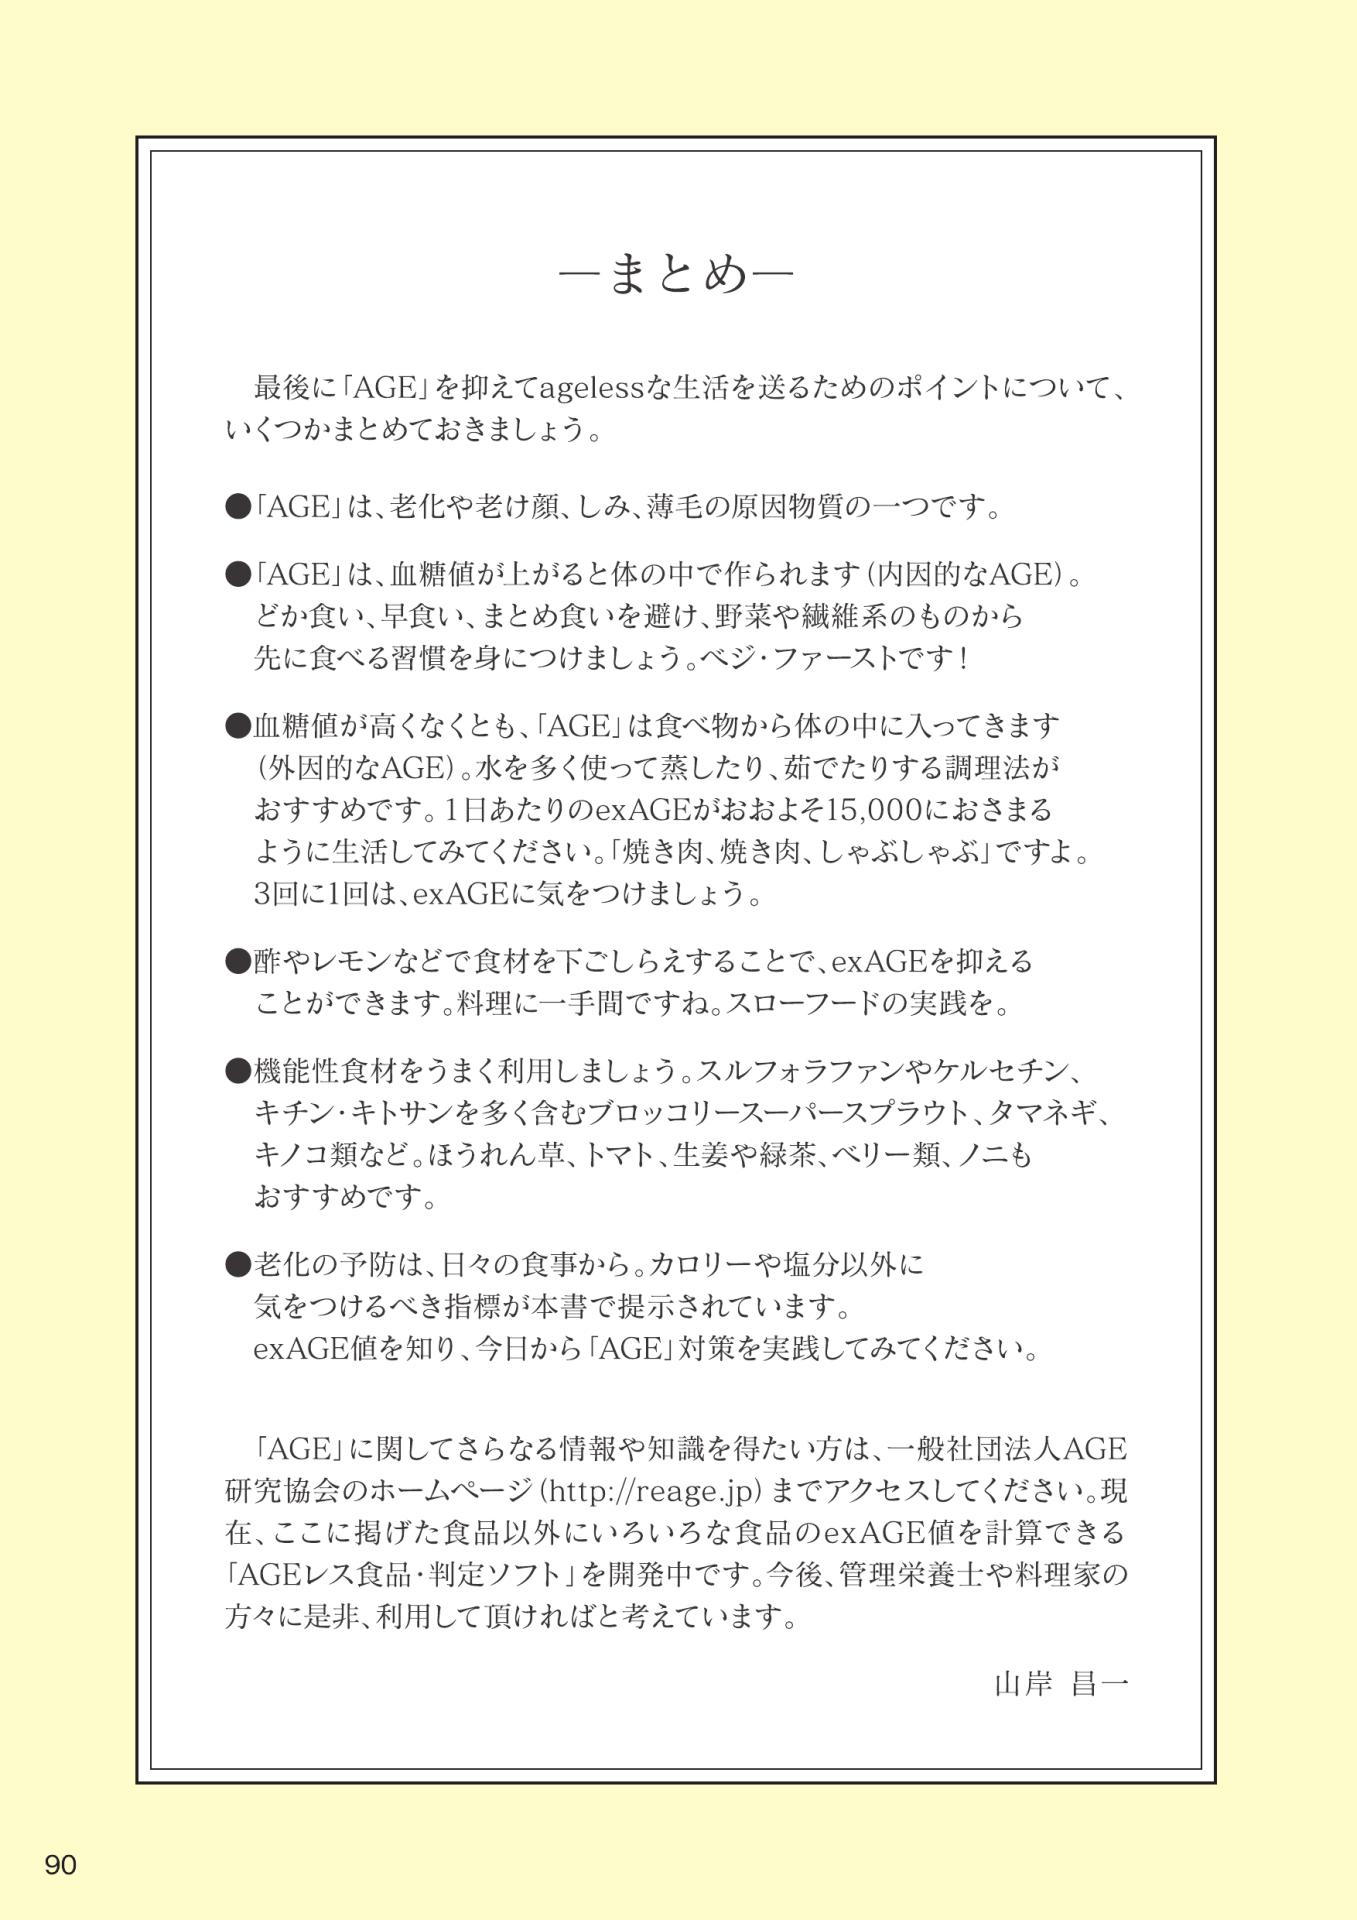 ―まとめ―
最後に「AGE」を抑えてagelessな生活を送るためのポイントについて、
いくつかまとめておきましょう。
●「AGE」は、老化や老け顔、しみ、薄毛の原因物質の一つです。
●「AGE」は、血糖値が上がると体の中で作られます(内因的なAGE)。
どか食い、早食い、まとめ食いを避け、野菜や繊維系のものから
先に食べる習慣を身につけましょう。ベジ・ファーストです!
●血糖値が高くなくとも、「AGE」は食べ物から体の中に入ってきます
(外因的なAGE)。水を多く使って蒸したり、茹でたりする調理法が
おすすめです。1日あたりのexAGEがおおよそ15,000におさまる
ように生活してみてください。「焼き肉、焼き肉、しゃぶしゃぶ」ですよ。
3回に1回は、exAGEに気をつけましょう。
●酢やレモンなどで食材を下ごしらえすることで、exAGEを抑える
ことができます。料理に一手間ですね。スローフードの実践を。
●機能性食材をうまく利用しましょう。スルフォラファンやケルセチン、
キチン・キトサンを多く含むブロッコリースーパースプラウト、タマネギ、
キノコ類など。ほうれん草、トマト、生姜や緑茶、ベリー類、ノニも
おすすめです。
●老化の予防は、日々の食事から。カロリーや塩分以外に
気をつけるべき指標が本書で提示されています。
exAGE値を知り、今日から「AGE」対策を実践してみてください。
「AGE」に関してさらなる情報や知識を得たい方は、一般社団法人AGE
研究協会のホームページ(http://reage.jp)までアクセスしてください。現
在、ここに掲げた食品以外にいろいろな食品のexAGE値を計算できる
「AGEレス食品・判定ソフト」を開発中です。今後、管理栄養士や料理家の
方々に是非、利用して頂ければと考えています。
山岸 昌一
90